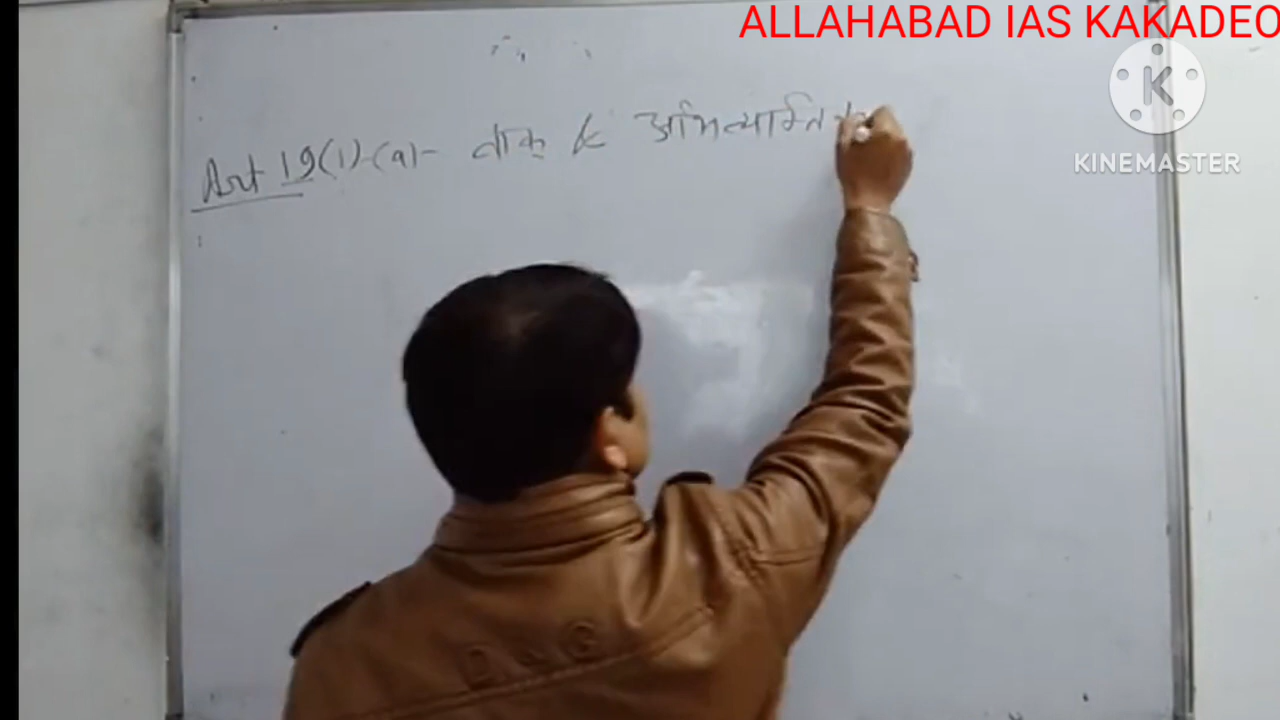 ALLAHABAD IAS KAKADEO
K
KINEMASTER
Art 19(1)-(a)- वाक् & अभिव्यक्ति
D & G